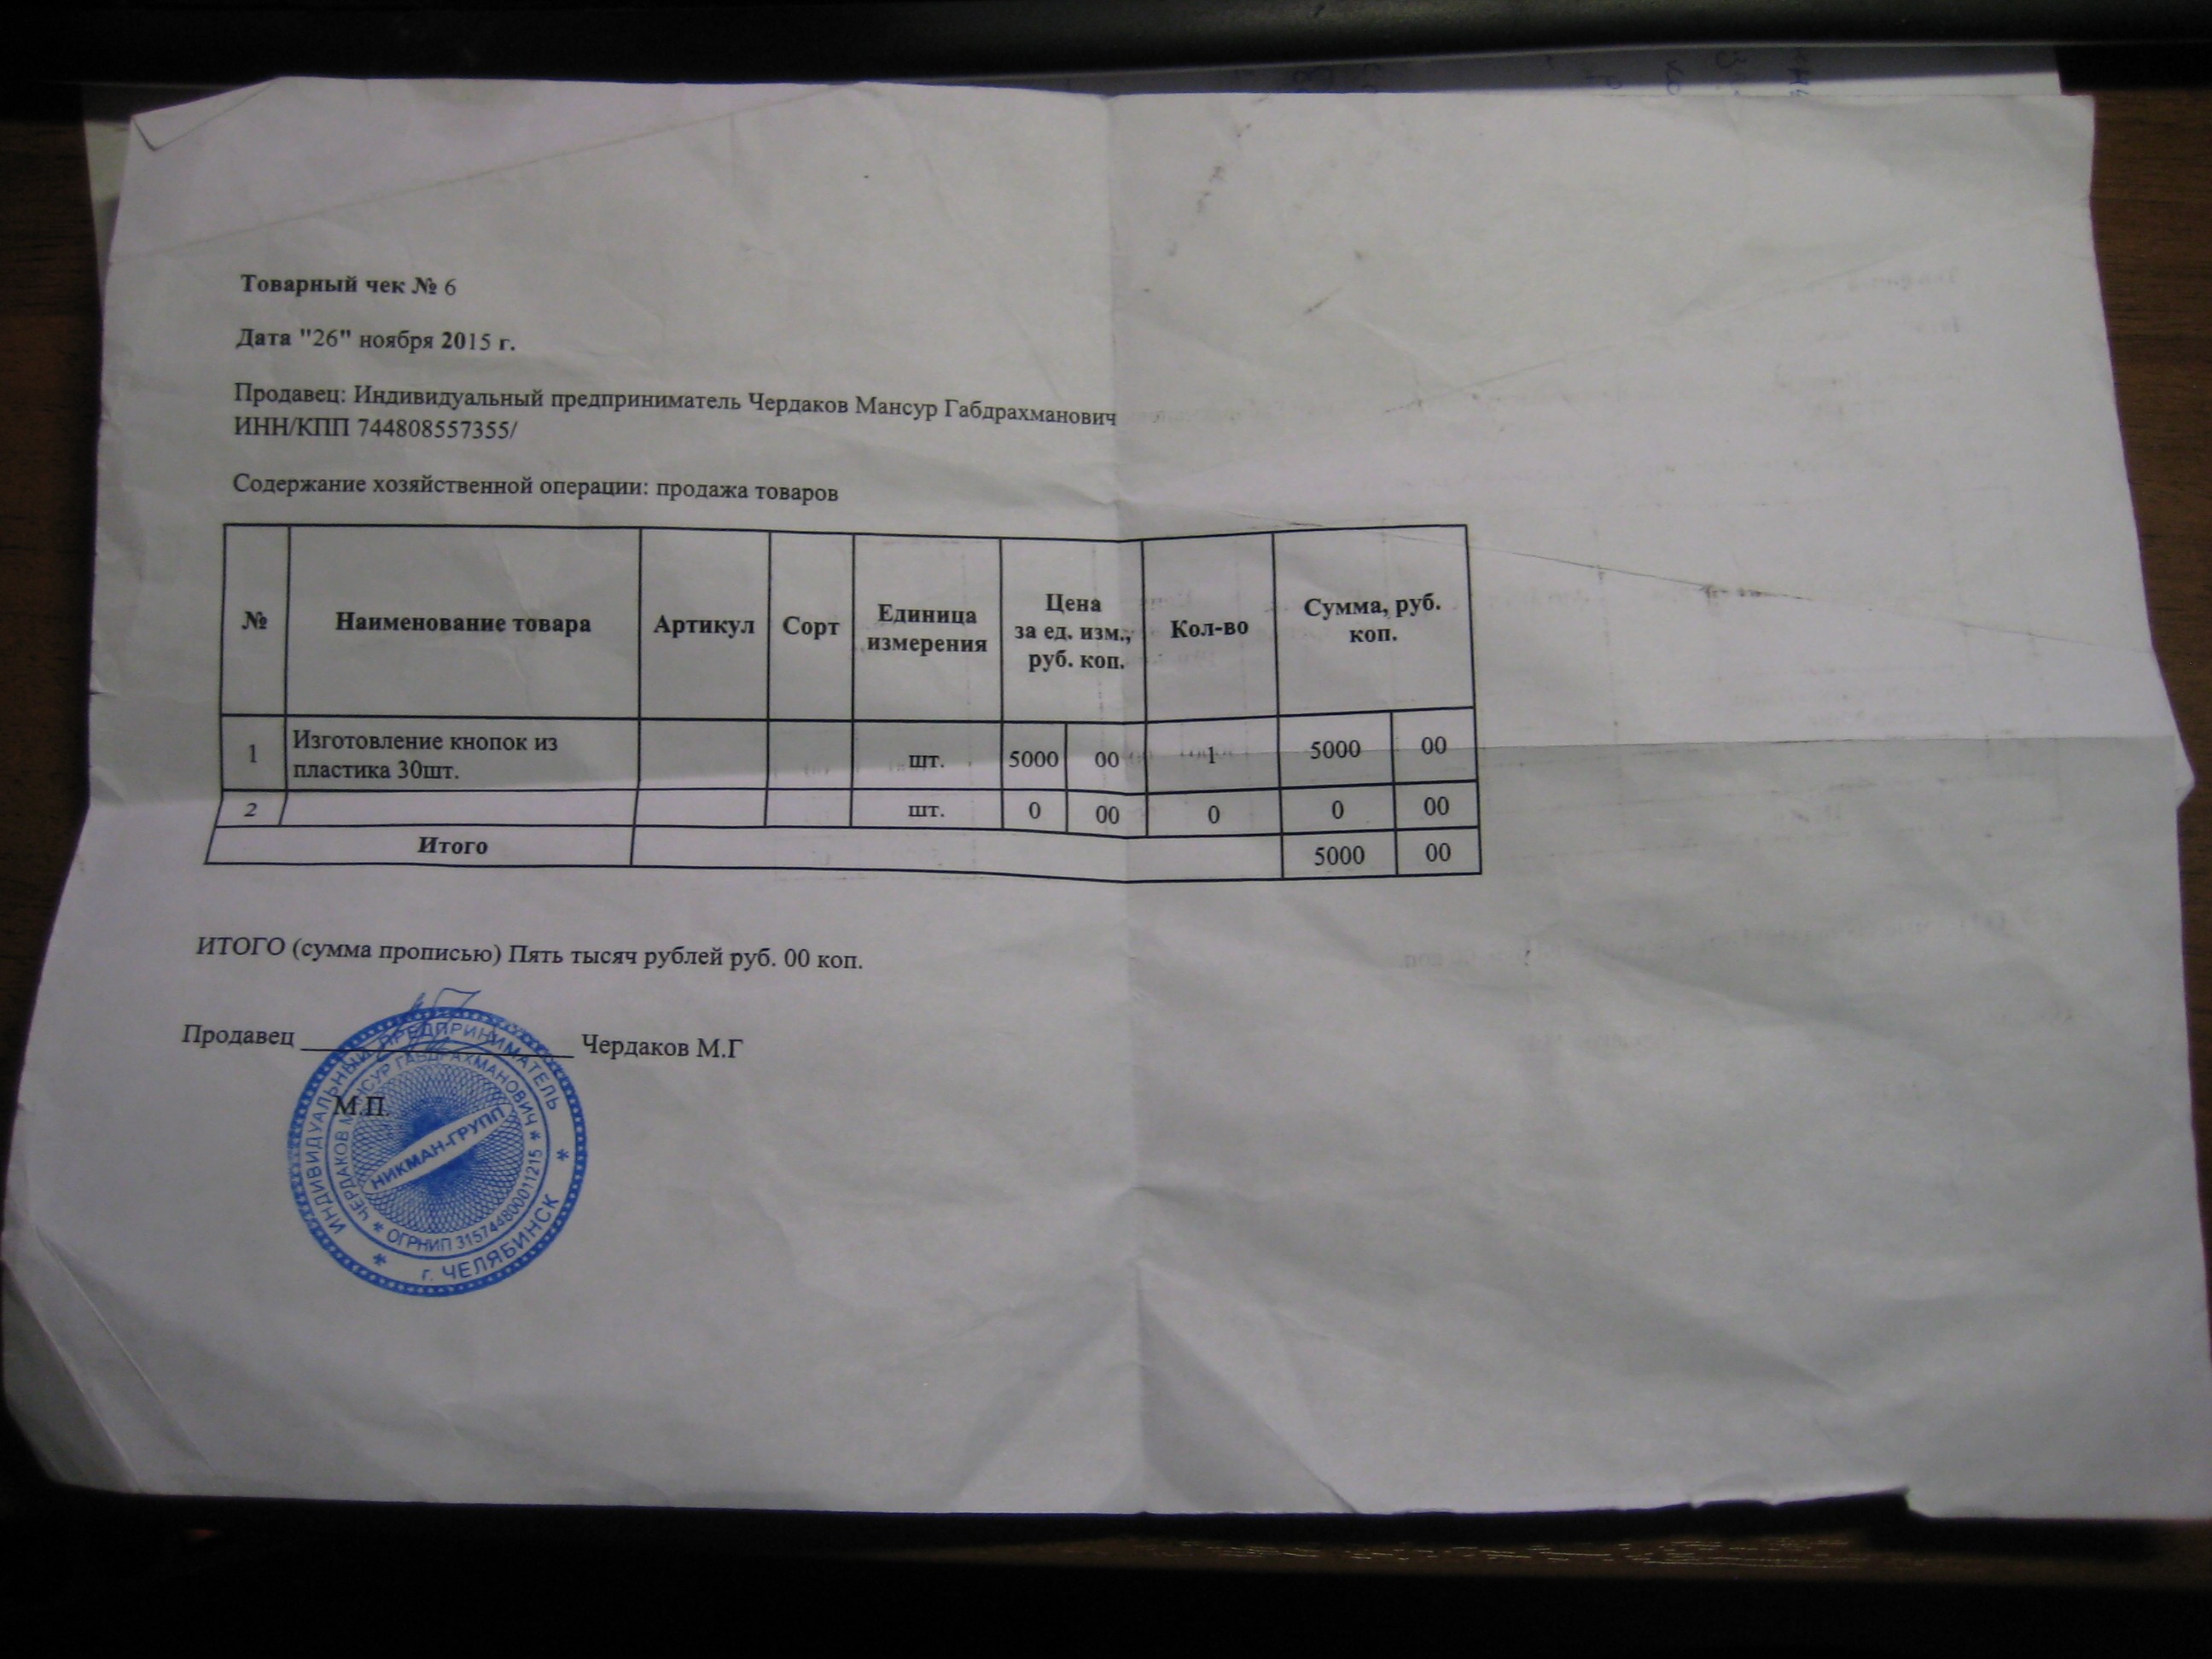 Товарный чек № 6
Дата "26" ноября 2015 г.
Продавец: Индивидуальный предприниматель Чердаков Мансур Габдрахманович
ИНН/КПП 744808557355/
Содержание хозяйственной операции: продажа товаров
№ Наименование товара Артикул Сорт Единица измерения Цена за ед. изм., руб. коп. Кол-во Сумма, руб. коп.
1 Изготовление кнопок из пластика 30шт. шт. 5000 00 1 5000 00
2 шт. 0 00 0 0 00
Итого 5000 00
ИТОГО (сумма прописью) Пять тысяч рублей руб. 00 коп.
Продавец Чердаков М.Г
М.П.
ИНДИВИДУАЛЬНЫЙ ПРЕДПРИНИМАТЕЛЬ
* г. ЧЕЛЯБИНСК *
ЧЕРДАКОВ МАНСУР ГАБДРАХМАНОВИЧ
* ОГРНИП 315744800011215 *
НИКМАН-ГРУПП